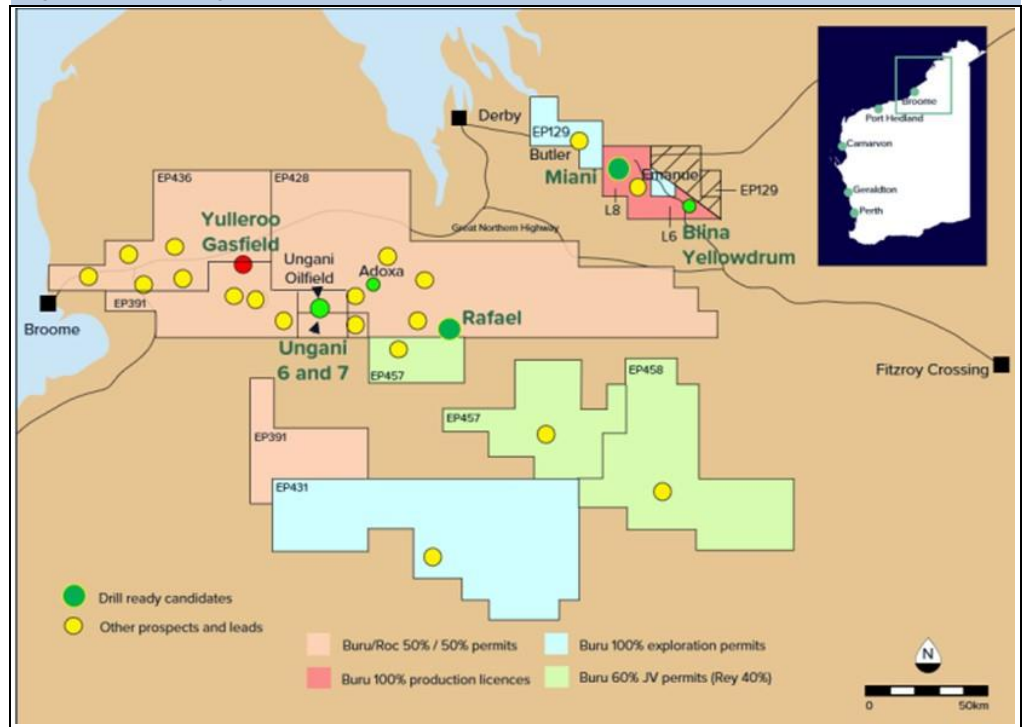 Derby
EP129
Butler
Miani
Emanuel
EP129
L8
L6
Blina
Yellowdrum
Broome
Port Hedland
Carnarvon
Geraldton
Perth
EP436
EP428
Yulleroo
Gasfield
Great Northern Highway
Ungani
Oilfield
Adoxa
EP391
Broome
Rafael
Ungani
6 and 7
EP457
Fitzroy Crossing
EP458
EP457
EP391
EP431
Drill ready candidates
Other prospects and leads
Buru/Roc 50% / 50% permits
Buru 100% exploration permits
Buru 100% production licences
Buru 60% JV permits (Rey 40%)
N
0
50km